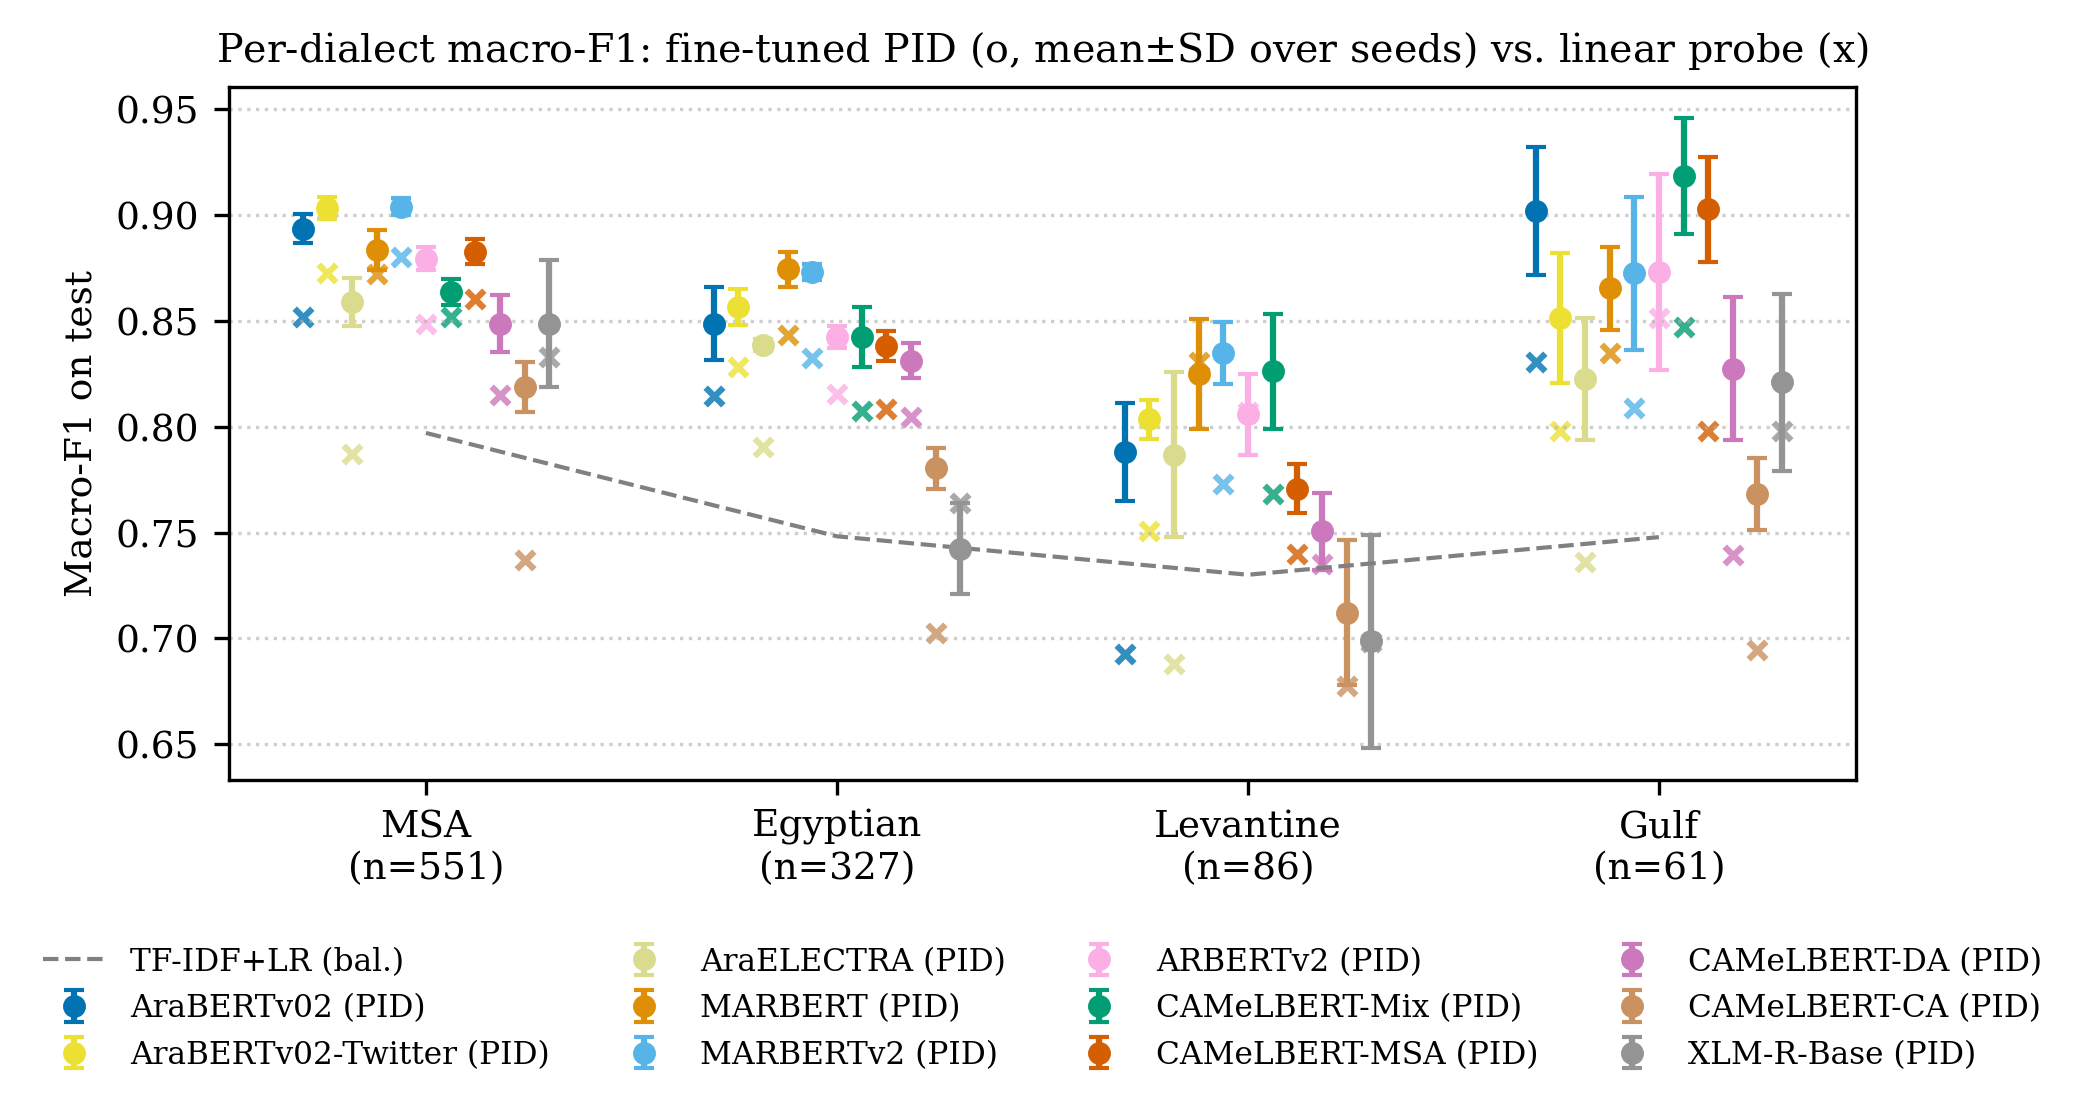 Per-dialect macro-F1: fine-tuned PID (o, mean±SD over seeds) vs. linear probe (x)
Macro-F1 on test
0.95
0.90
0.85
0.80
0.75
0.70
0.65
MSA
(n=551)
Egyptian
(n=327)
Levantine
(n=86)
Gulf
(n=61)
TF-IDF+LR (bal.)
AraBERTv02 (PID)
AraBERTv02-Twitter (PID)
AraELECTRA (PID)
MARBERT (PID)
MARBERTv2 (PID)
ARBERTv2 (PID)
CAMeLBERT-Mix (PID)
CAMeLBERT-MSA (PID)
CAMeLBERT-DA (PID)
CAMeLBERT-CA (PID)
XLM-R-Base (PID)